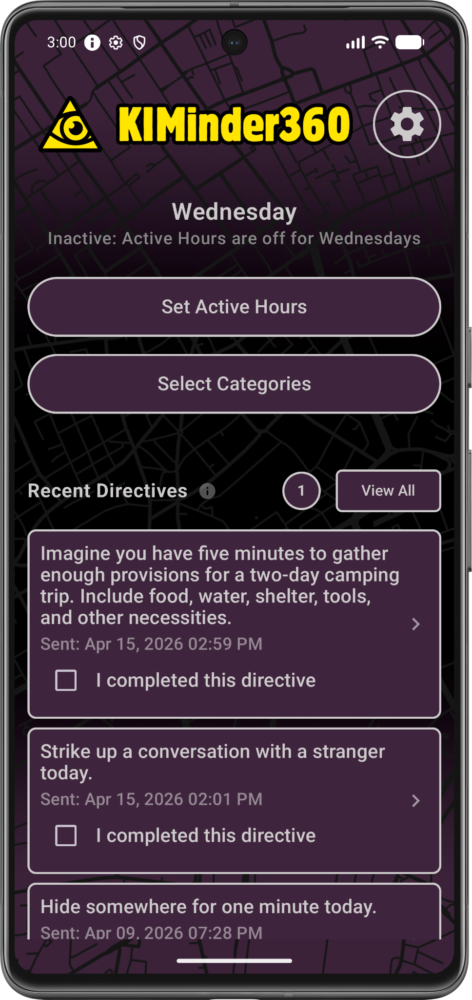 3:00
KIMinder360
Wednesday
Inactive: Active Hours are off for Wednesdays
Set Active Hours
Select Categories
Recent Directives
1
View All
Imagine you have five minutes to gather
enough provisions for a two-day camping
trip. Include food, water, shelter, tools,
and other necessities.
Sent: Apr 15, 2026 02:59 PM
I completed this directive
Strike up a conversation with a stranger
today.
Sent: Apr 15, 2026 02:01 PM
I completed this directive
Hide somewhere for one minute today.
Sent: Apr 09, 2026 07:28 PM